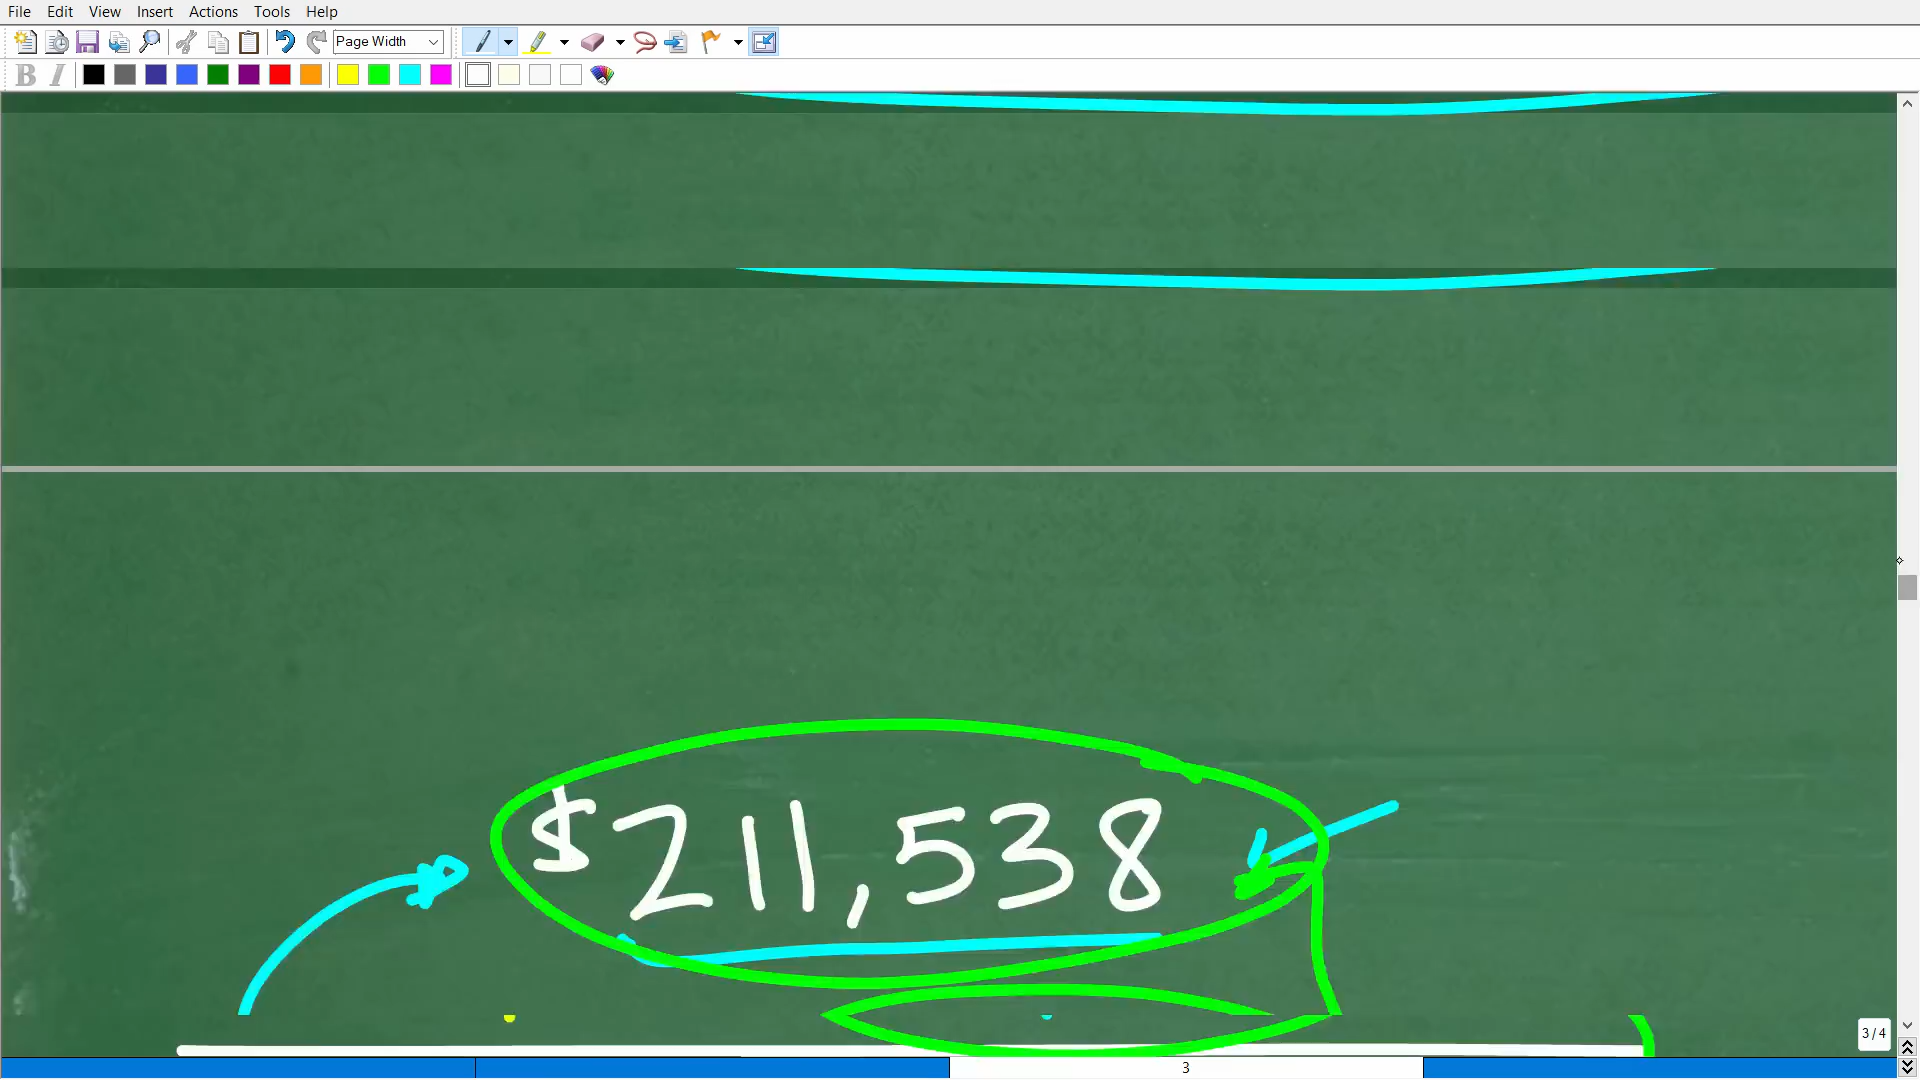 File Edit View Insert Actions Tools Help
Page Width
B I
$211,538
3 / 4
3